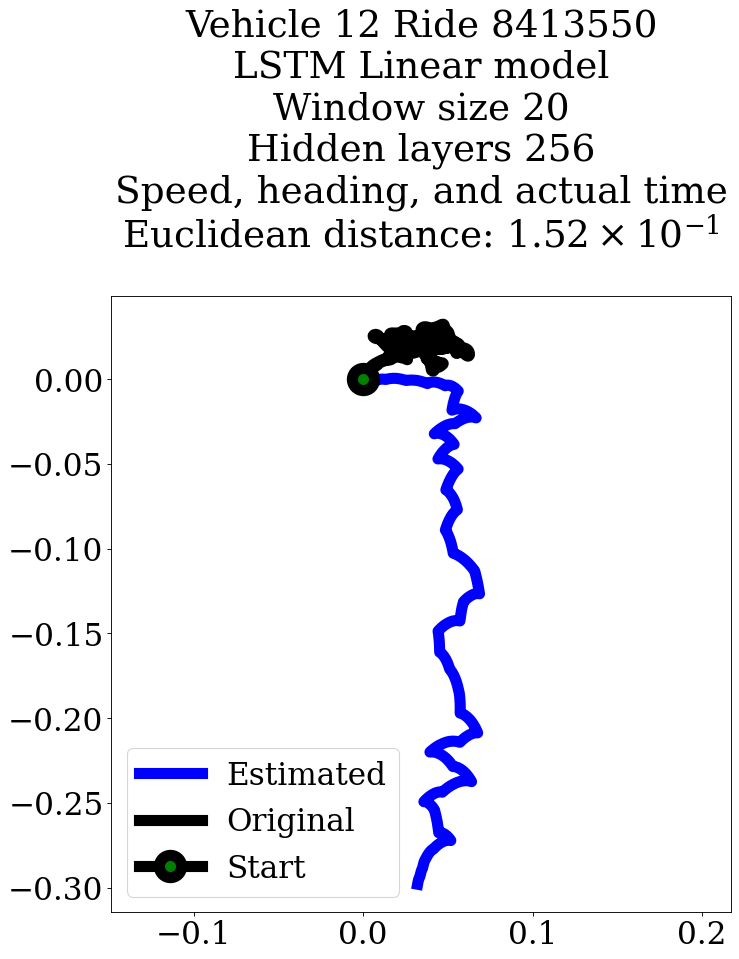 Vehicle 12 Ride 8413550
LSTM Linear model
Window size 20
Hidden layers 256
Speed, heading, and actual time
Euclidean distance: 1.52 × 10⁻¹
0.00
−0.05
−0.10
−0.15
−0.20
−0.25
−0.30
Estimated
Original
Start
−0.1 0.0 0.1 0.2